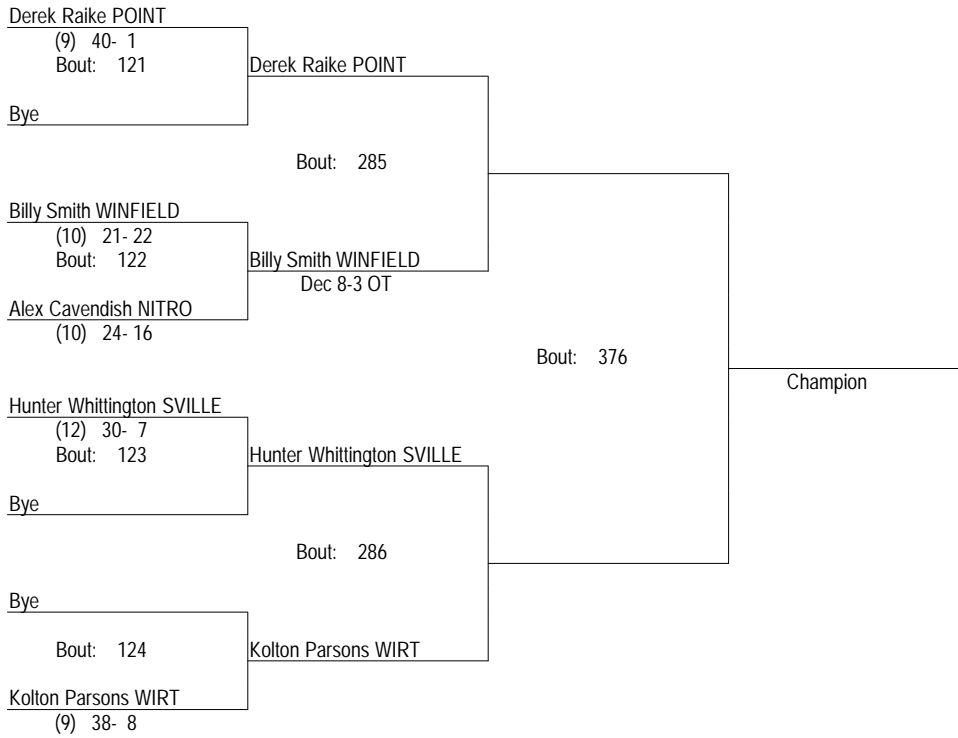 Derek Raike POINT
(9) 40- 1
Bout: 121
Derek Raike POINT
Bye
Bout: 285
Billy Smith WINFIELD
(10) 21- 22
Bout: 122
Billy Smith WINFIELD
Dec 8-3 OT
Alex Cavendish NITRO
(10) 24- 16
Bout: 376
Champion
Hunter Whittington SVILLE
(12) 30- 7
Bout: 123
Hunter Whittington SVILLE
Bye
Bout: 286
Bye
Bout: 124
Kolton Parsons WIRT
Kolton Parsons WIRT
(9) 38- 8